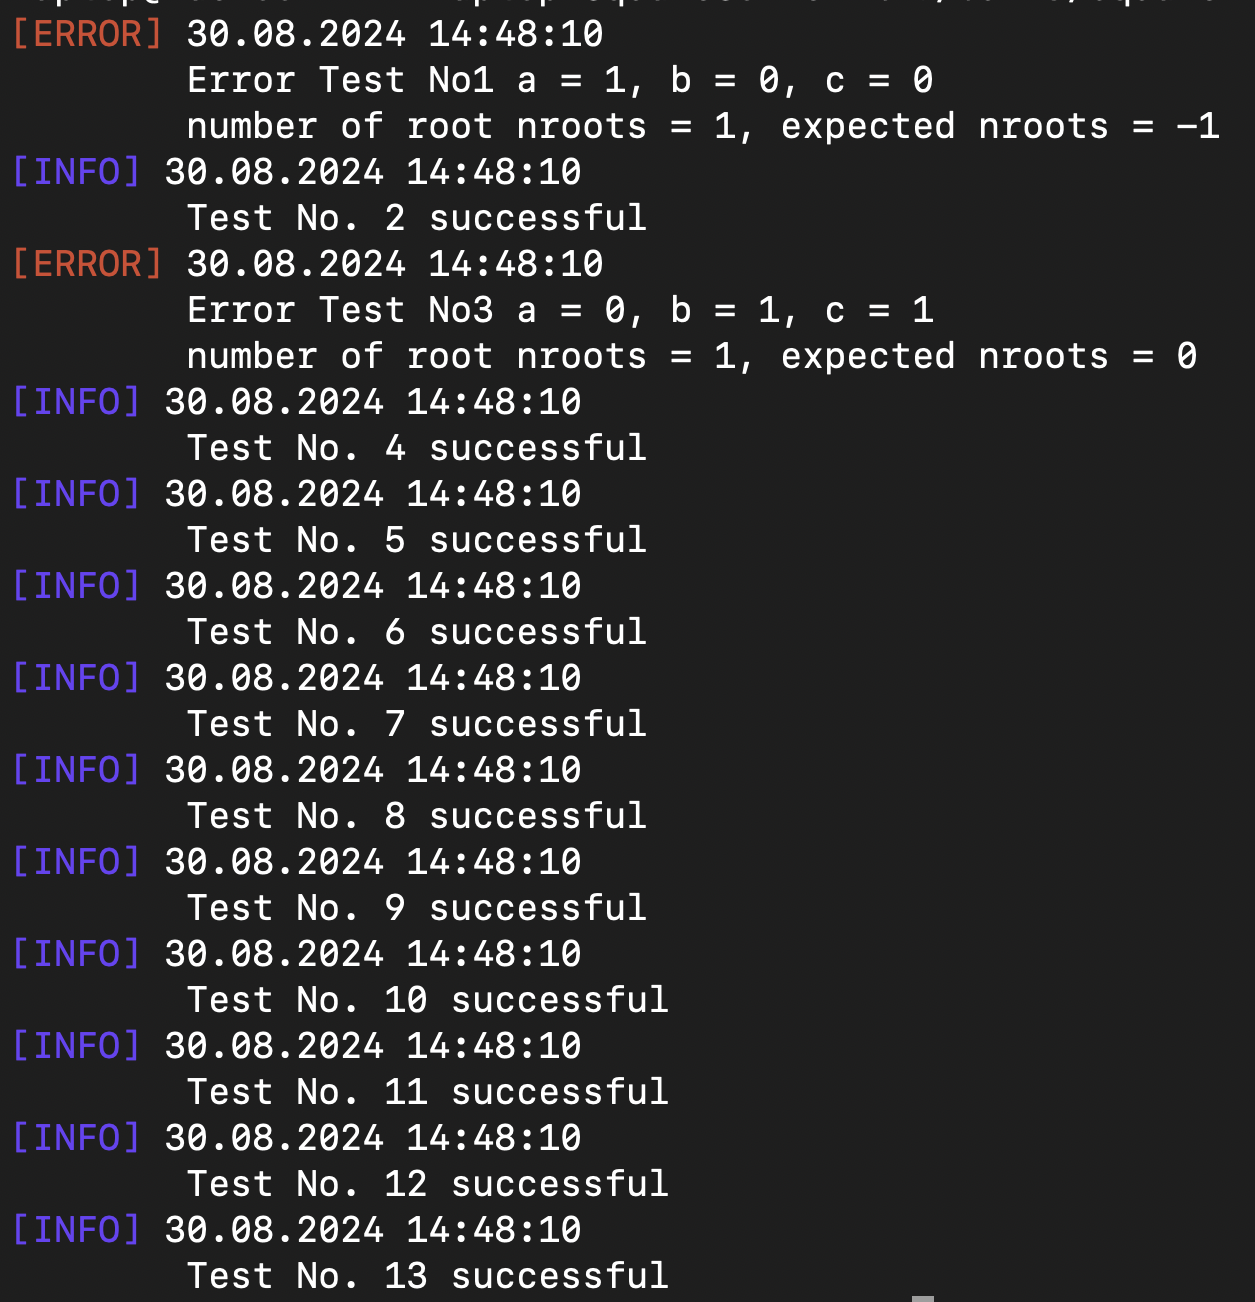 [ERROR] 30.08.2024 14:48:10
Error Test No1 a = 1, b = 0, c = 0
number of root nroots = 1, expected nroots = -1
[INFO] 30.08.2024 14:48:10
Test No. 2 successful
[ERROR] 30.08.2024 14:48:10
Error Test No3 a = 0, b = 1, c = 1
number of root nroots = 1, expected nroots = 0
[INFO] 30.08.2024 14:48:10
Test No. 4 successful
[INFO] 30.08.2024 14:48:10
Test No. 5 successful
[INFO] 30.08.2024 14:48:10
Test No. 6 successful
[INFO] 30.08.2024 14:48:10
Test No. 7 successful
[INFO] 30.08.2024 14:48:10
Test No. 8 successful
[INFO] 30.08.2024 14:48:10
Test No. 9 successful
[INFO] 30.08.2024 14:48:10
Test No. 10 successful
[INFO] 30.08.2024 14:48:10
Test No. 11 successful
[INFO] 30.08.2024 14:48:10
Test No. 12 successful
[INFO] 30.08.2024 14:48:10
Test No. 13 successful